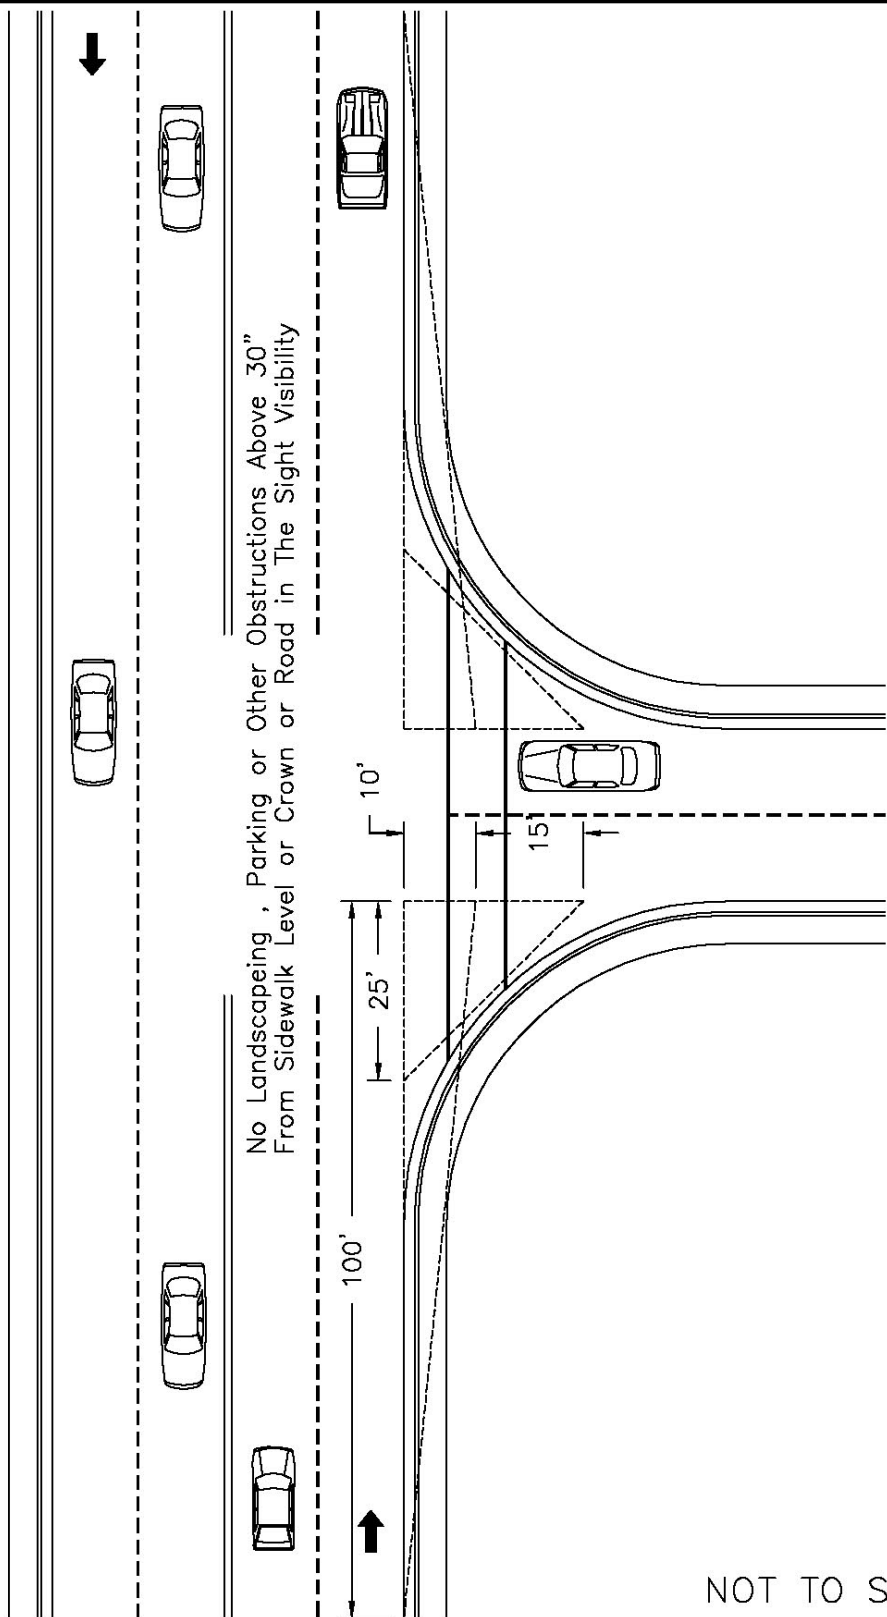 No Landscapeing , Parking or Other Obstructions Above 30"
From Sidewalk Level or Crown or Road in The Sight Visibility
10'
15'
25'
100'
NOT TO S